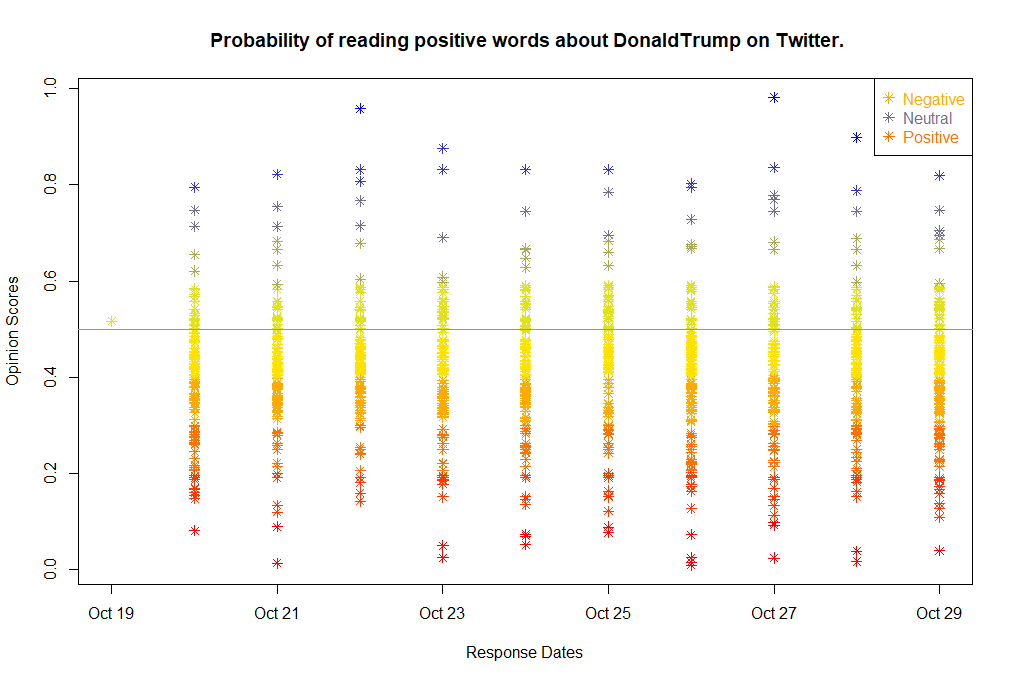 Probability of reading positive words about DonaldTrump on Twitter.
Negative
Neutral
Positive
Opinion Scores
1.0
0.8
0.6
0.4
0.2
0.0
Oct 19 Oct 21 Oct 23 Oct 25 Oct 27 Oct 29
Response Dates